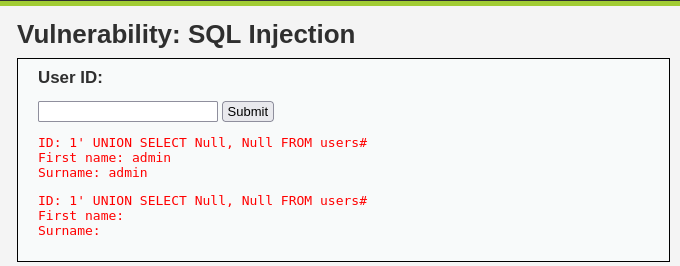 Vulnerability: SQL Injection
User ID:
Submit
ID: 1' UNION SELECT Null, Null FROM users#
First name: admin
Surname: admin
ID: 1' UNION SELECT Null, Null FROM users#
First name:
Surname: